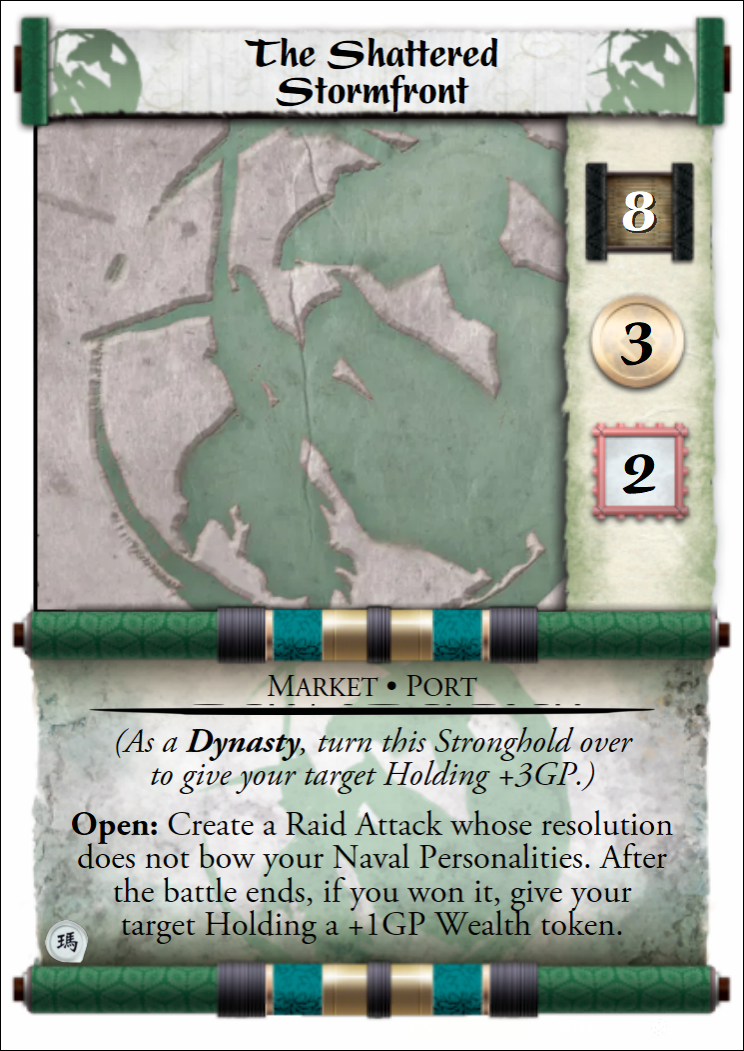 The Shattered
Stormfront
8
3
2
Market • Port
(As a Dynasty, turn this Stronghold over
to give your target Holding +3GP.)
Open: Create a Raid Attack whose resolution
does not bow your Naval Personalities. After
the battle ends, if you won it, give your
target Holding a +1GP Wealth token.
瑪